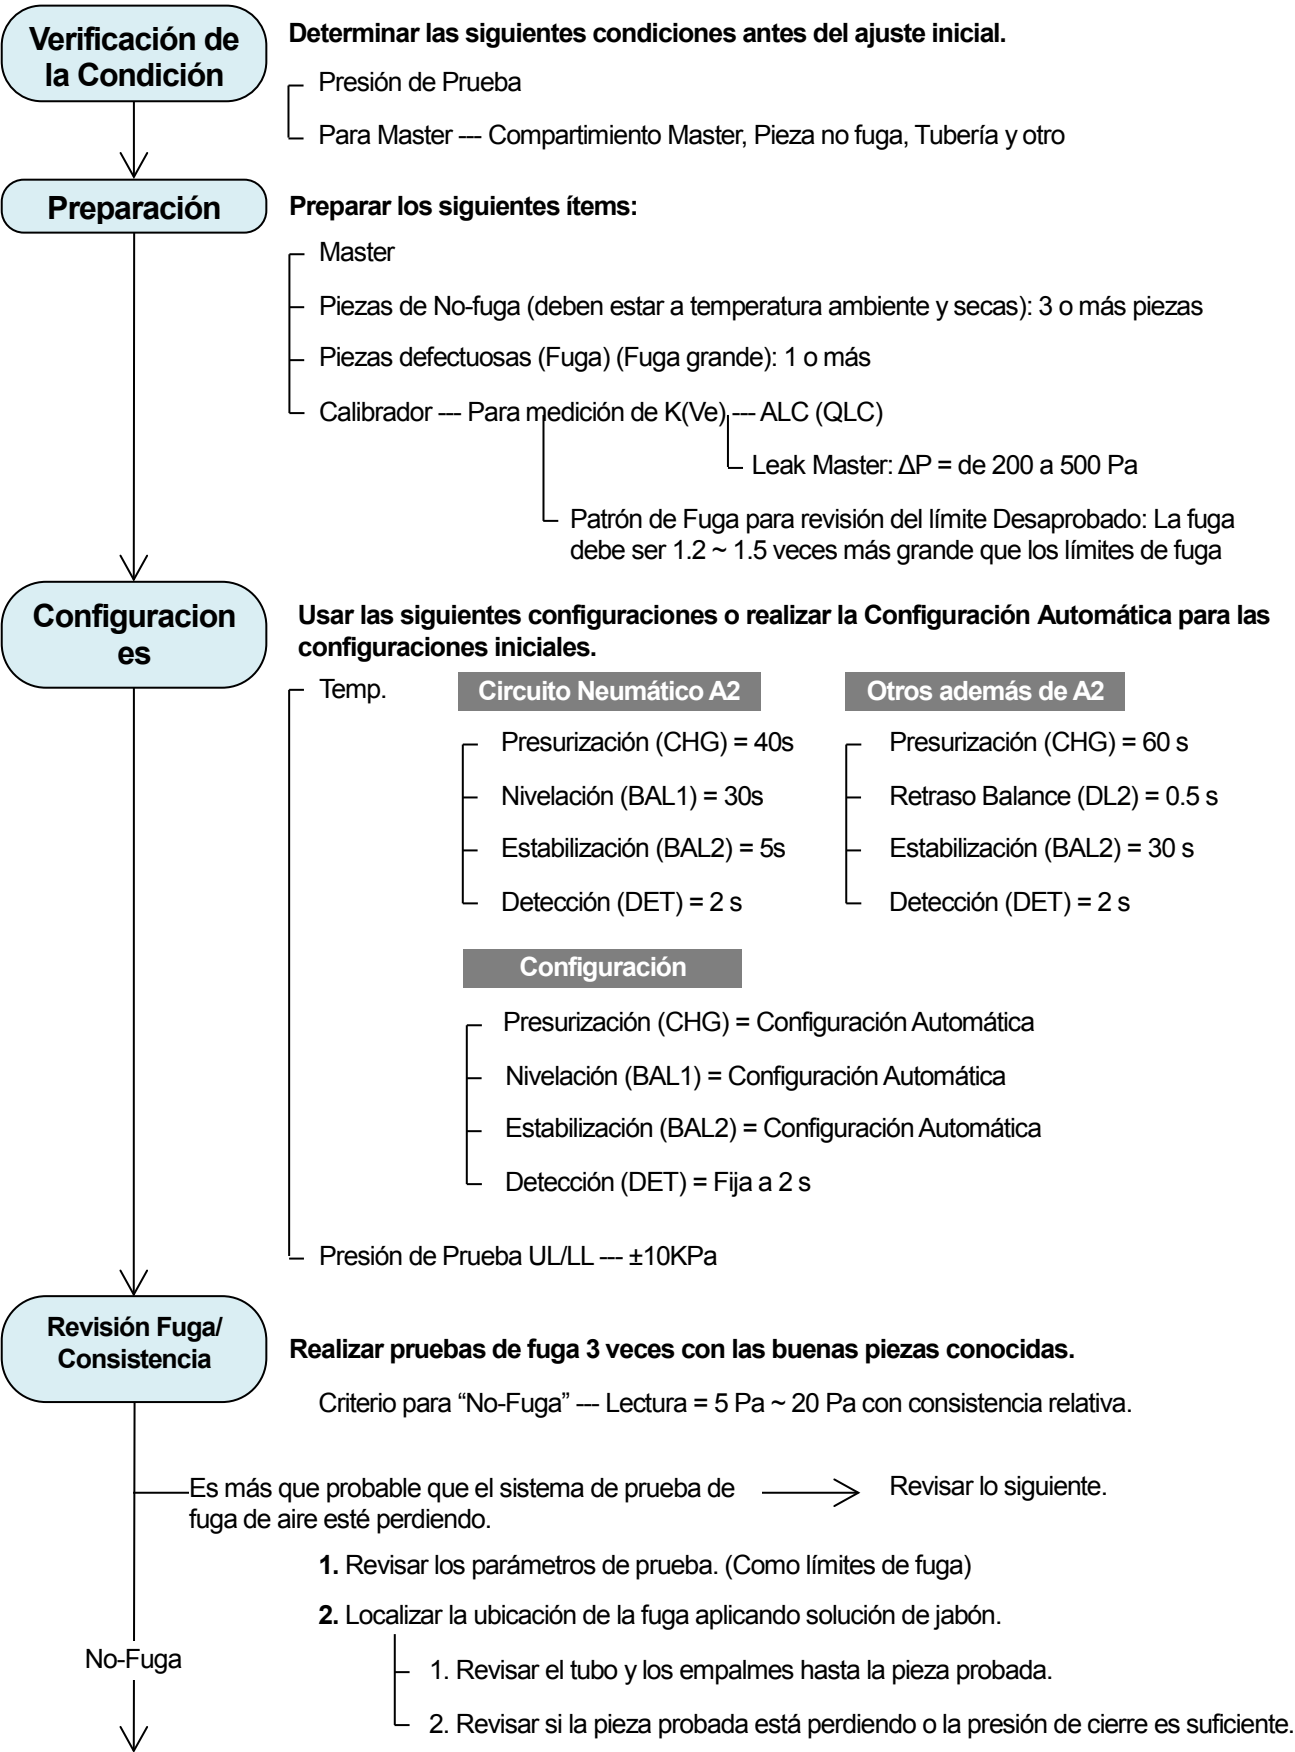 Verificación de
la Condición
Determinar las siguientes condiciones antes del ajuste inicial.
Presión de Prueba
Para Master --- Compartimiento Master, Pieza no fuga, Tubería y otro
Preparación
Preparar los siguientes ítems:
Master
Piezas de No-fuga (deben estar a temperatura ambiente y secas): 3 o más piezas
Piezas defectuosas (Fuga) (Fuga grande): 1 o más
Calibrador --- Para medición de K(Ve) --- ALC (QLC)
Leak Master: ΔP = de 200 a 500 Pa
Patrón de Fuga para revisión del límite Desaprobado: La fuga
debe ser 1.2 ~ 1.5 veces más grande que los límites de fuga
Configuracion
es
Usar las siguientes configuraciones o realizar la Configuración Automática para las
configuraciones iniciales.
Temp.
Circuito Neumático A2
Presurización (CHG) = 40s
Nivelación (BAL1) = 30s
Estabilización (BAL2) = 5s
Detección (DET) = 2 s
Otros además de A2
Presurización (CHG) = 60 s
Retraso Balance (DL2) = 0.5 s
Estabilización (BAL2) = 30 s
Detección (DET) = 2 s
Configuración
Presurización (CHG) = Configuración Automática
Nivelación (BAL1) = Configuración Automática
Estabilización (BAL2) = Configuración Automática
Detección (DET) = Fija a 2 s
Presión de Prueba UL/LL --- ±10KPa
Revisión Fuga/
Consistencia
Realizar pruebas de fuga 3 veces con las buenas piezas conocidas.
Criterio para “No-Fuga” --- Lectura = 5 Pa ~ 20 Pa con consistencia relativa.
Es más que probable que el sistema de prueba de
fuga de aire esté perdiendo.
Revisar lo siguiente.
1. Revisar los parámetros de prueba. (Como límites de fuga)
2. Localizar la ubicación de la fuga aplicando solución de jabón.
No-Fuga
1. Revisar el tubo y los empalmes hasta la pieza probada.
2. Revisar si la pieza probada está perdiendo o la presión de cierre es suficiente.